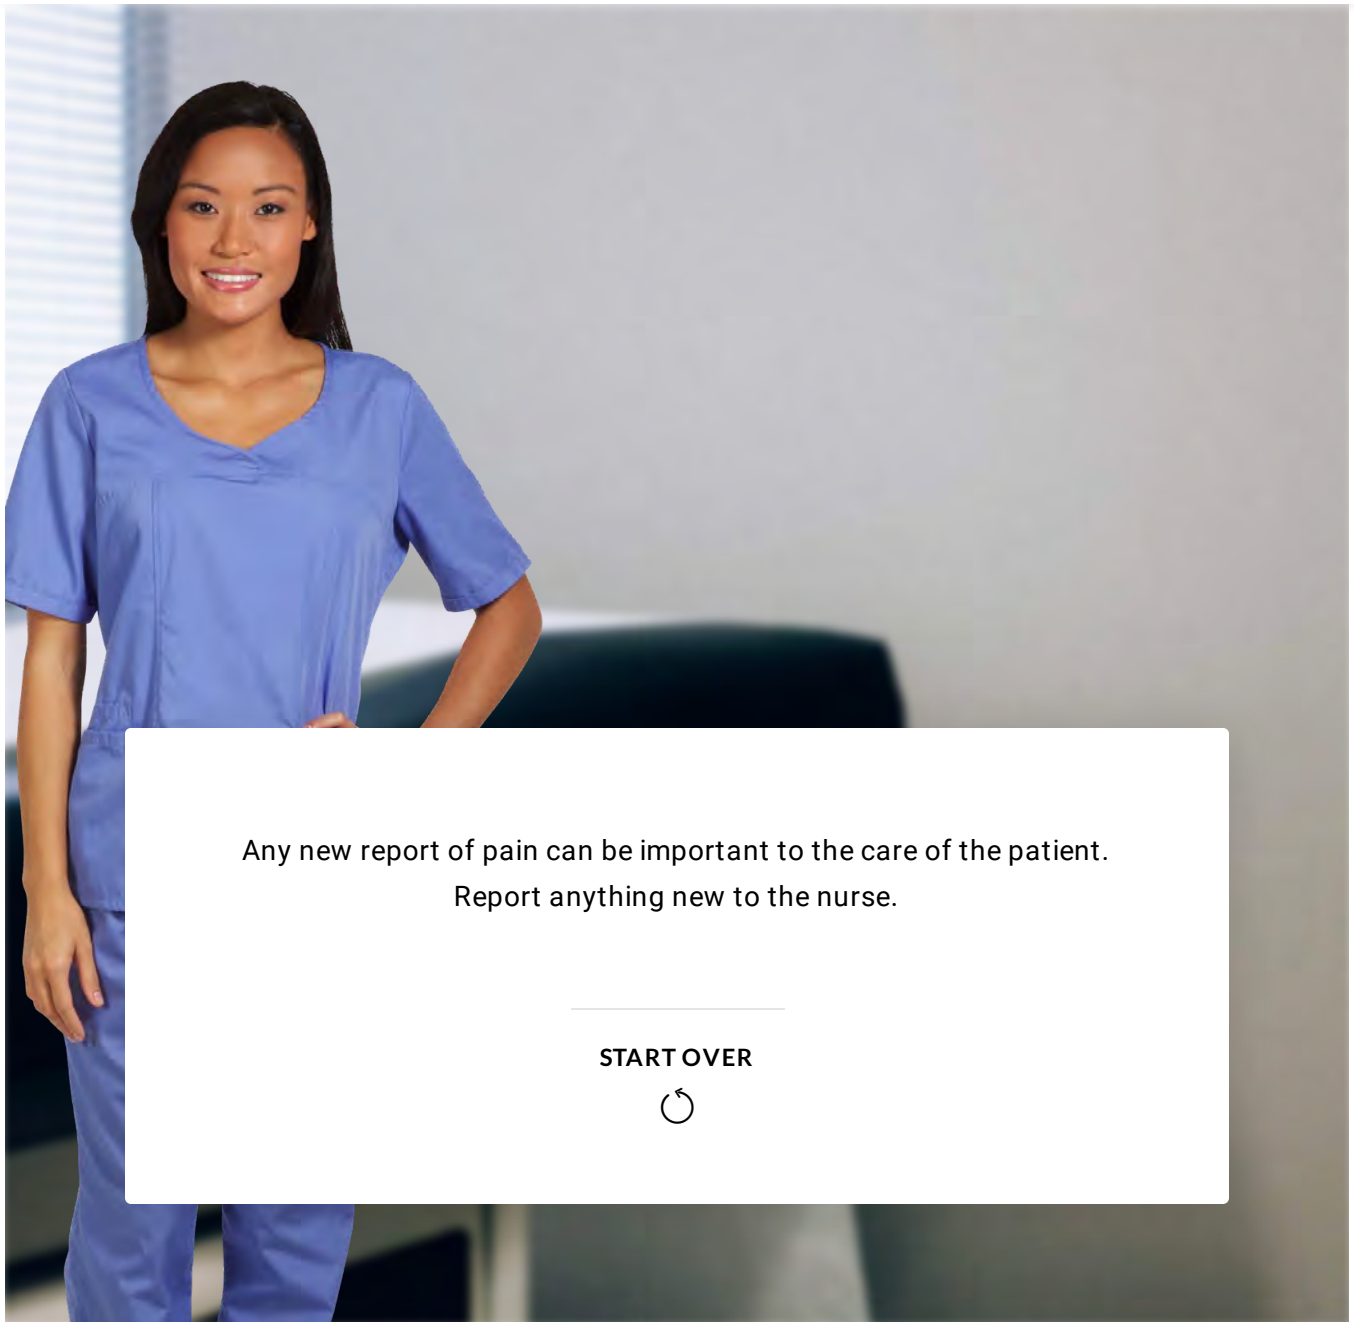 Any new report of pain can be important to the care of the patient.
Report anything new to the nurse.
START OVER